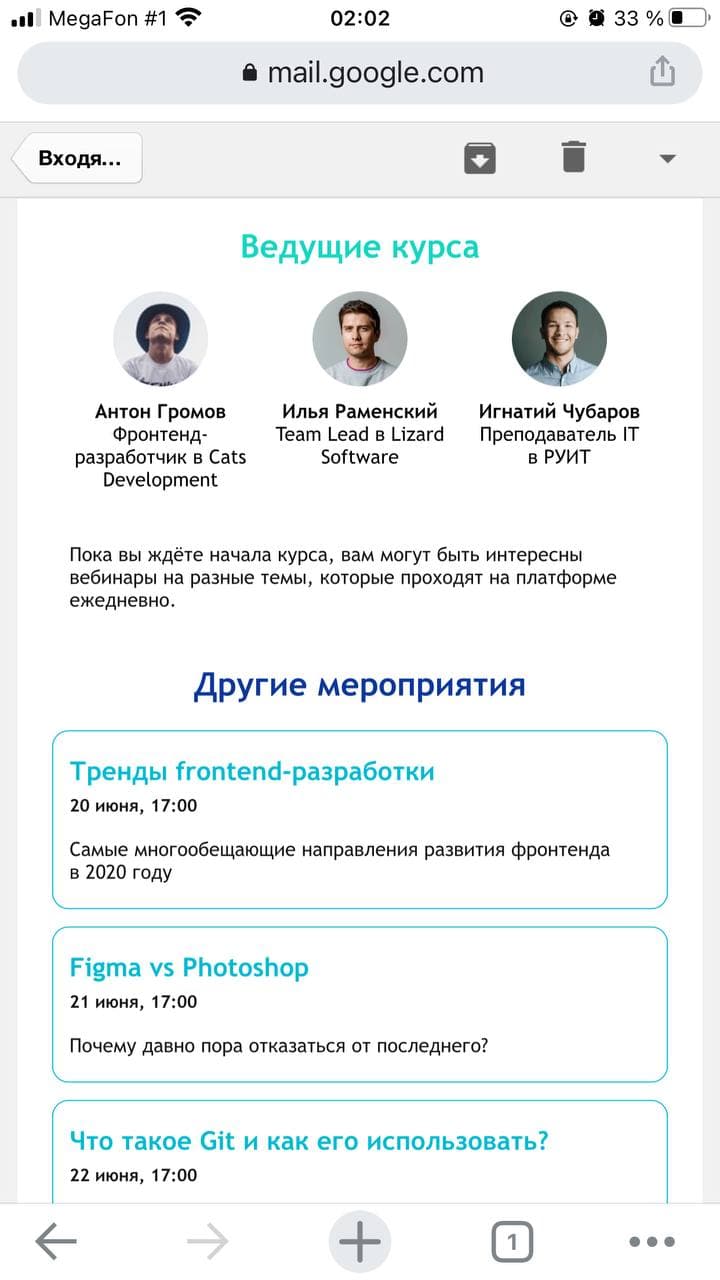 MegaFon #1 02:02 33 %
mail.google.com
Входя...
Ведущие курса
Антон Громов
Фронтенд-
разработчик в Cats
Development
Илья Раменский
Team Lead в Lizard
Software
Игнатий Чубаров
Преподаватель IT
в РУИТ
Пока вы ждёте начала курса, вам могут быть интересны
вебинары на разные темы, которые проходят на платформе
ежедневно.
Другие мероприятия
Тренды frontend-разработки
20 июня, 17:00
Самые многообещающие направления развития фронтенда
в 2020 году
Figma vs Photoshop
21 июня, 17:00
Почему давно пора отказаться от последнего?
Что такое Git и как его использовать?
22 июня, 17:00
1